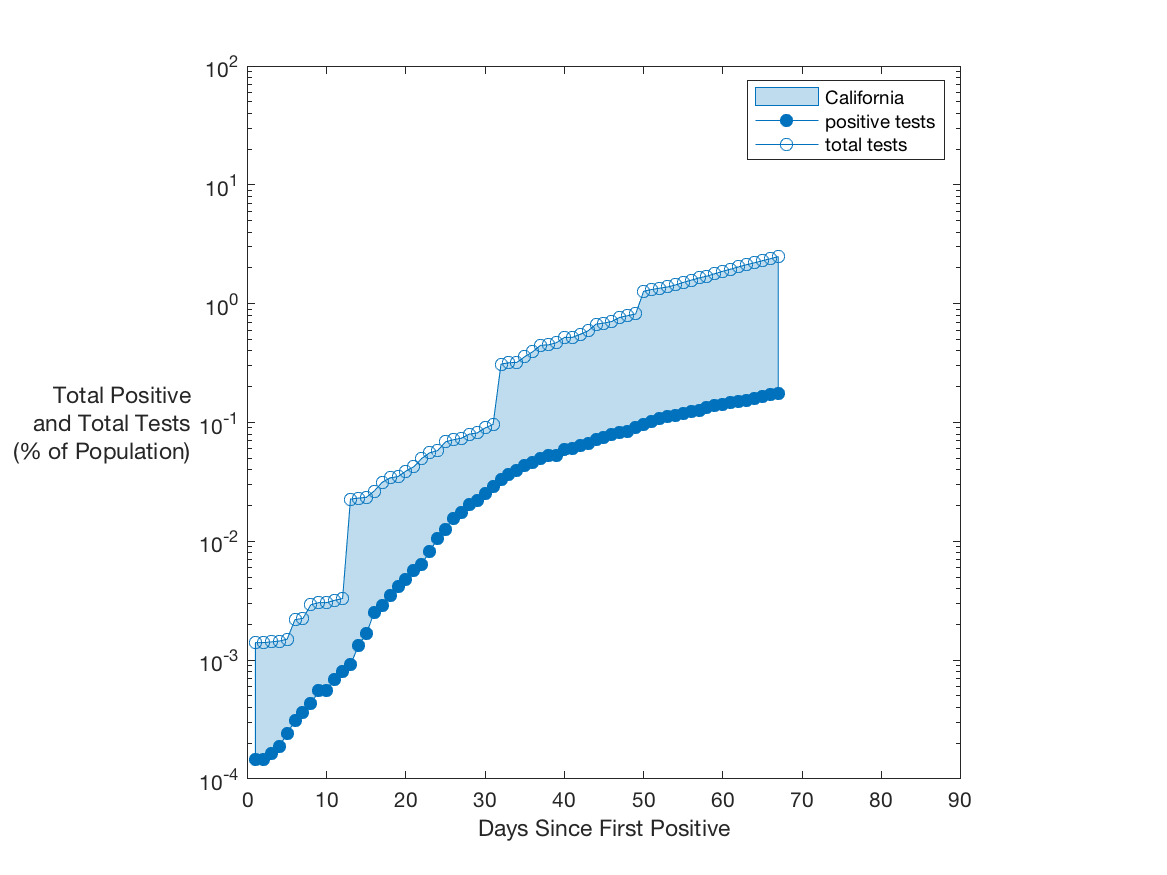 10^2
10^1
10^0
10^-1
10^-2
10^-3
10^-4
Total Positive
and Total Tests
(% of Population)
California
positive tests
total tests
0 10 20 30 40 50 60 70 80 90
Days Since First Positive